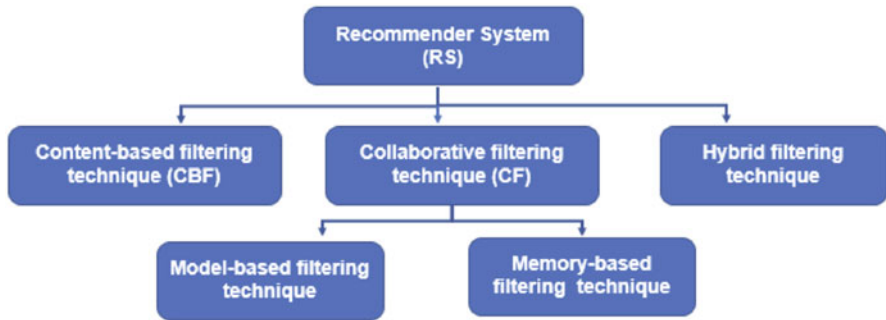 Recommender System
(RS)
Content-based filtering
technique (CBF)
Collaborative filtering
technique (CF)
Hybrid filtering
technique
Model-based filtering
technique
Memory-based
filtering technique